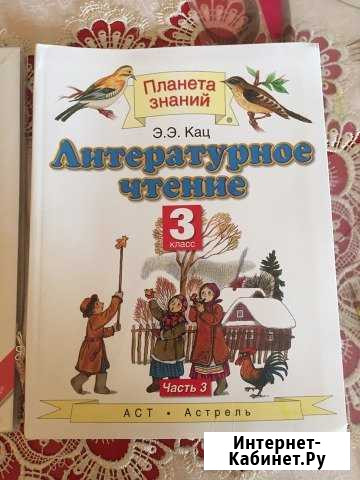 Планета
знаний
Э.Э. Кац
Литературное
чтение
3
класс
Часть 3
АСТ • Астрель
Интернет-
Кабинет.Ру